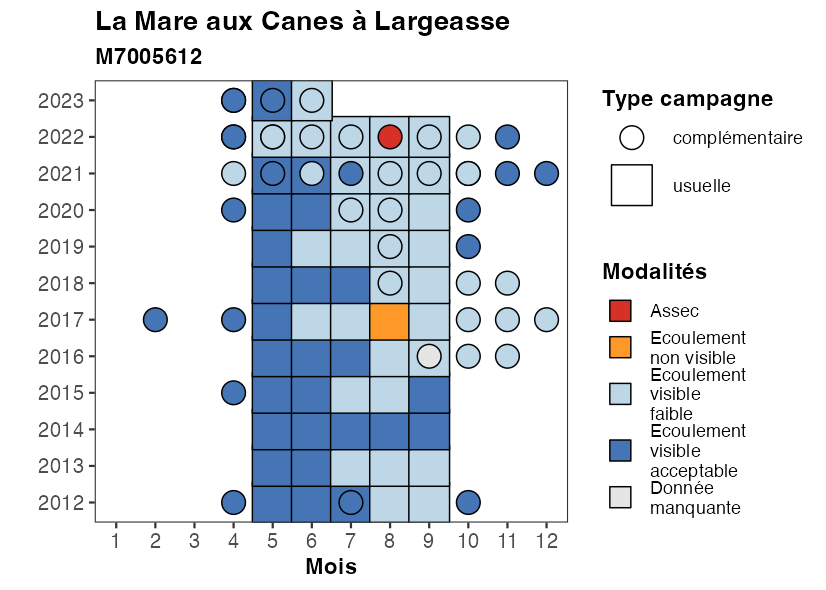 La Mare aux Canes à Largeasse
M7005612
2023
2022
2021
2020
2019
2018
2017
2016
2015
2014
2013
2012
1 2 3 4 5 6 7 8 9 10 11 12
Mois
Type campagne
complémentaire
usuelle
Modalités
Assec
Ecoulement
non visible
Ecoulement
visible
faible
Ecoulement
visible
acceptable
Donnée
manquante